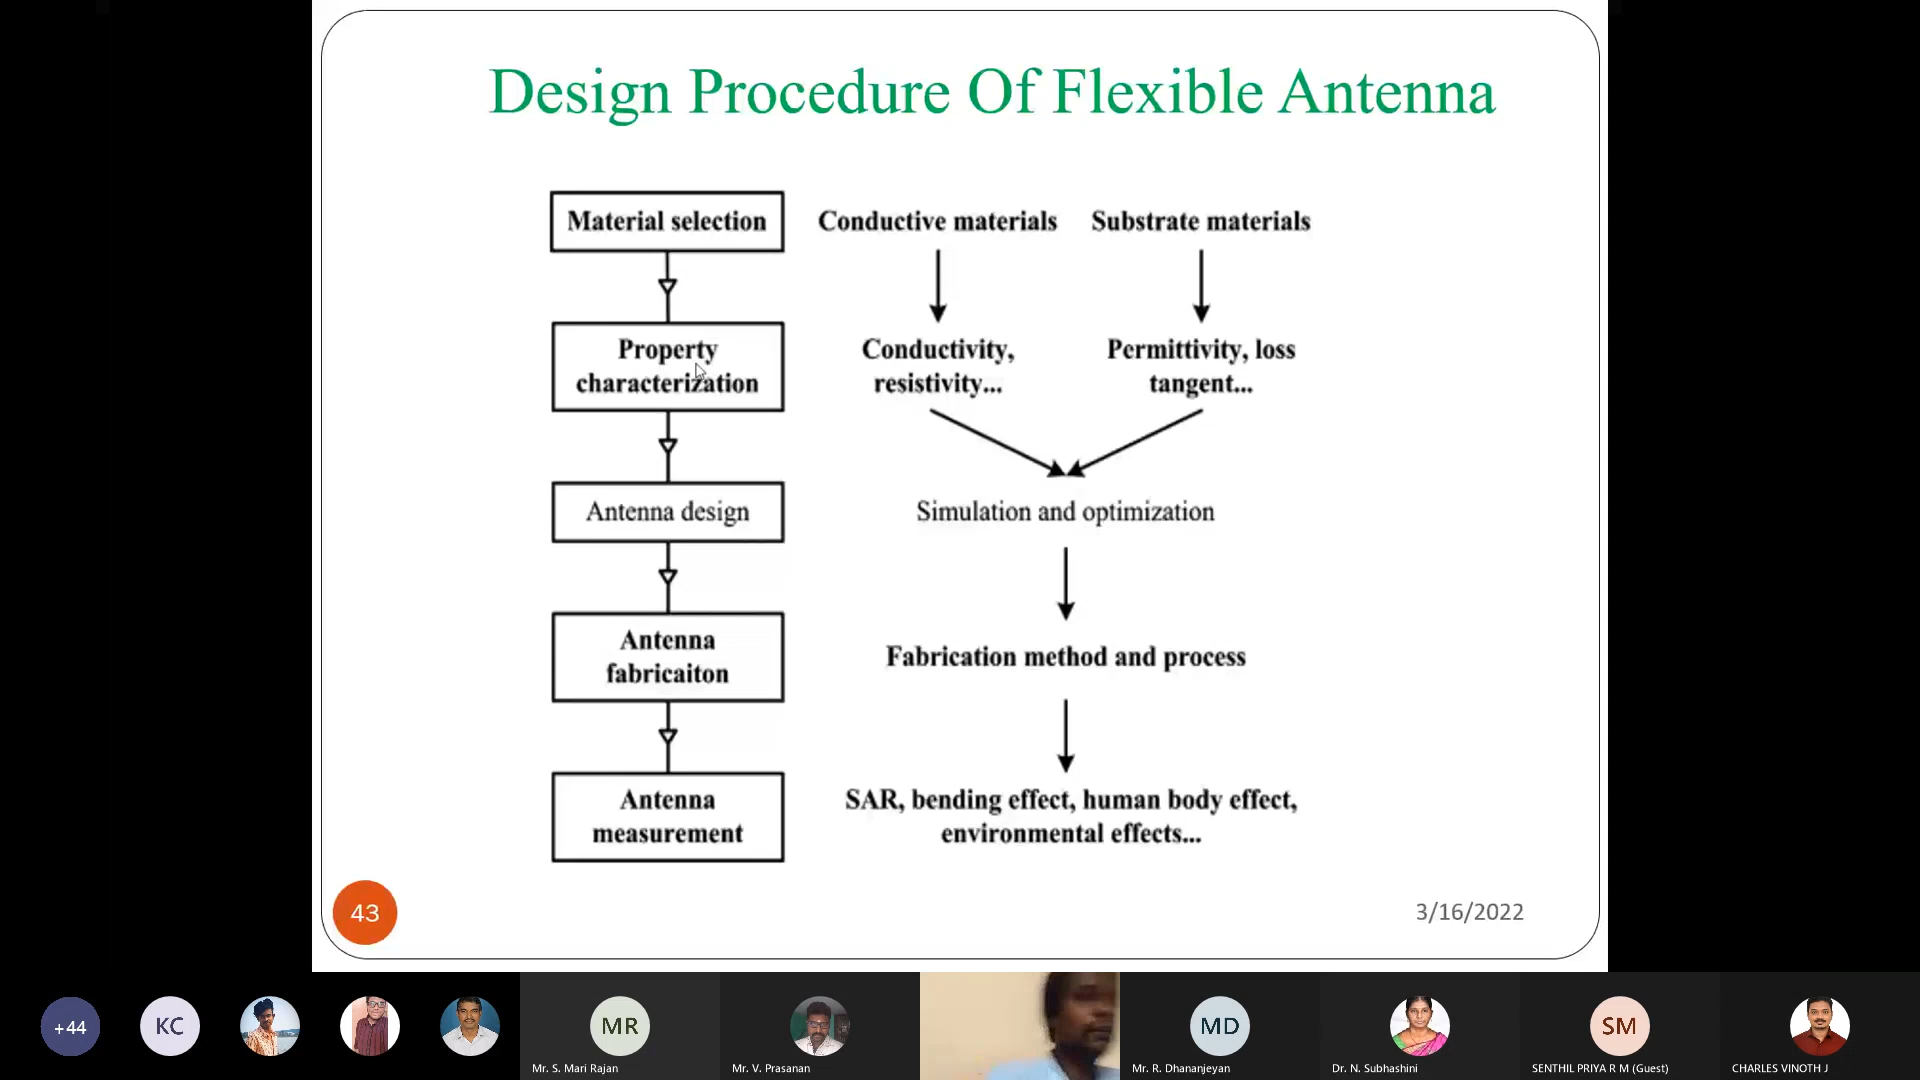 Design Procedure Of Flexible Antenna
Material selection
Conductive materials
Substrate materials
Property
characterization
Conductivity,
resistivity...
Permittivity, loss
tangent...
Antenna design
Simulation and optimization
Antenna
fabricaiton
Fabrication method and process
Antenna
measurement
SAR, bending effect, human body effect,
environmental effects...
43
3/16/2022
+44
KC
MR
Mr. S. Mari Rajan
Mr. V. Prasanan
MD
Mr. R. Dhananjeyan
Dr. N. Subhashini
SM
SENTHIL PRIYA R M (Guest)
CHARLES VINOTH J